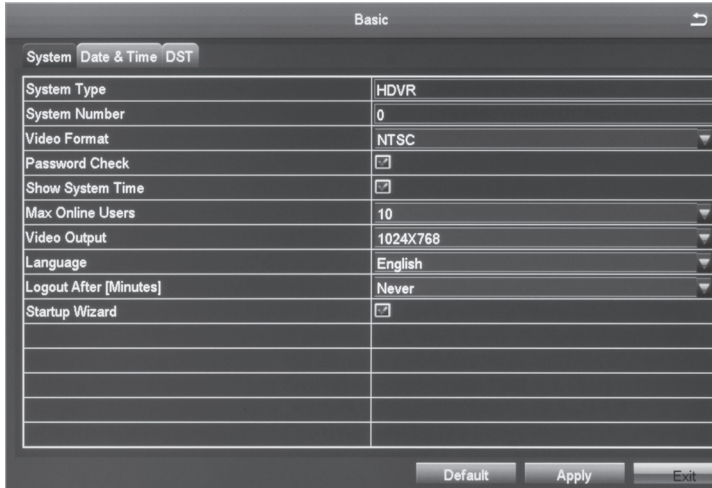 Basic
System Date & Time DST
System Type HDVR
System Number 0
Video Format NTSC
Password Check
Show System Time
Max Online Users 10
Video Output 1024X768
Language English
Logout After [Minutes] Never
Startup Wizard
Default Apply Exit